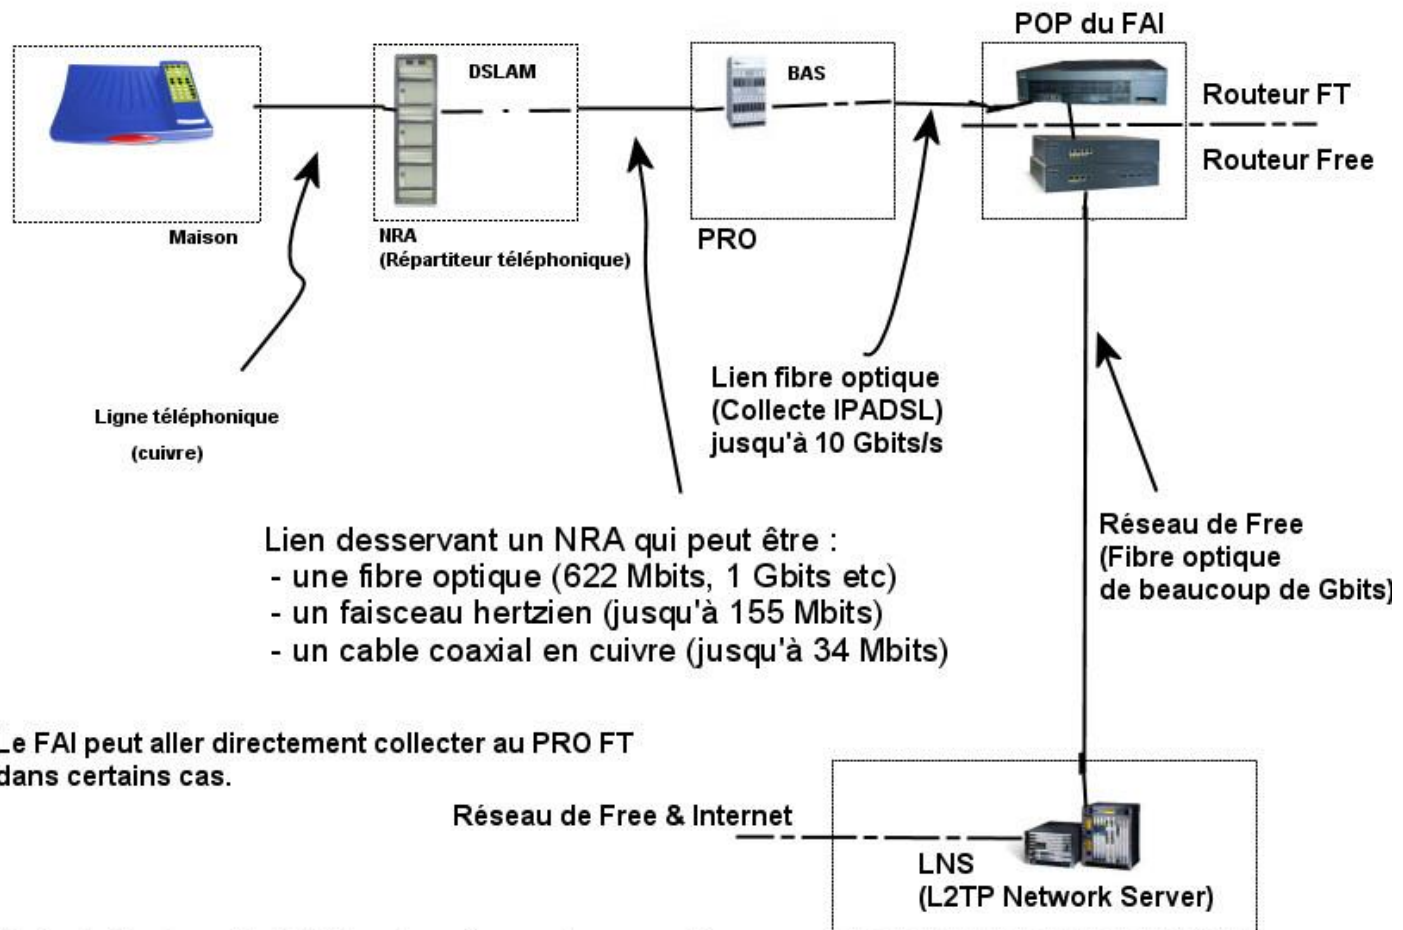 POP du FAI
DSLAM
BAS
Routeur FT
Routeur Free
Maison
NRA
(Répartiteur téléphonique)
PRO
Ligne téléphonique
(cuivre)
Lien fibre optique
(Collecte IPADSL)
jusqu'à 10 Gbits/s
Lien desservant un NRA qui peut être :
- une fibre optique (622 Mbits, 1 Gbits etc)
- un faisceau hertzien (jusqu'à 155 Mbits)
- un cable coaxial en cuivre (jusqu'à 34 Mbits)
Réseau de Free
(Fibre optique
de beaucoup de Gbits)
Le FAI peut aller directement collecter au PRO FT
dans certains cas.
Réseau de Free & Internet
LNS
(L2TP Network Server)